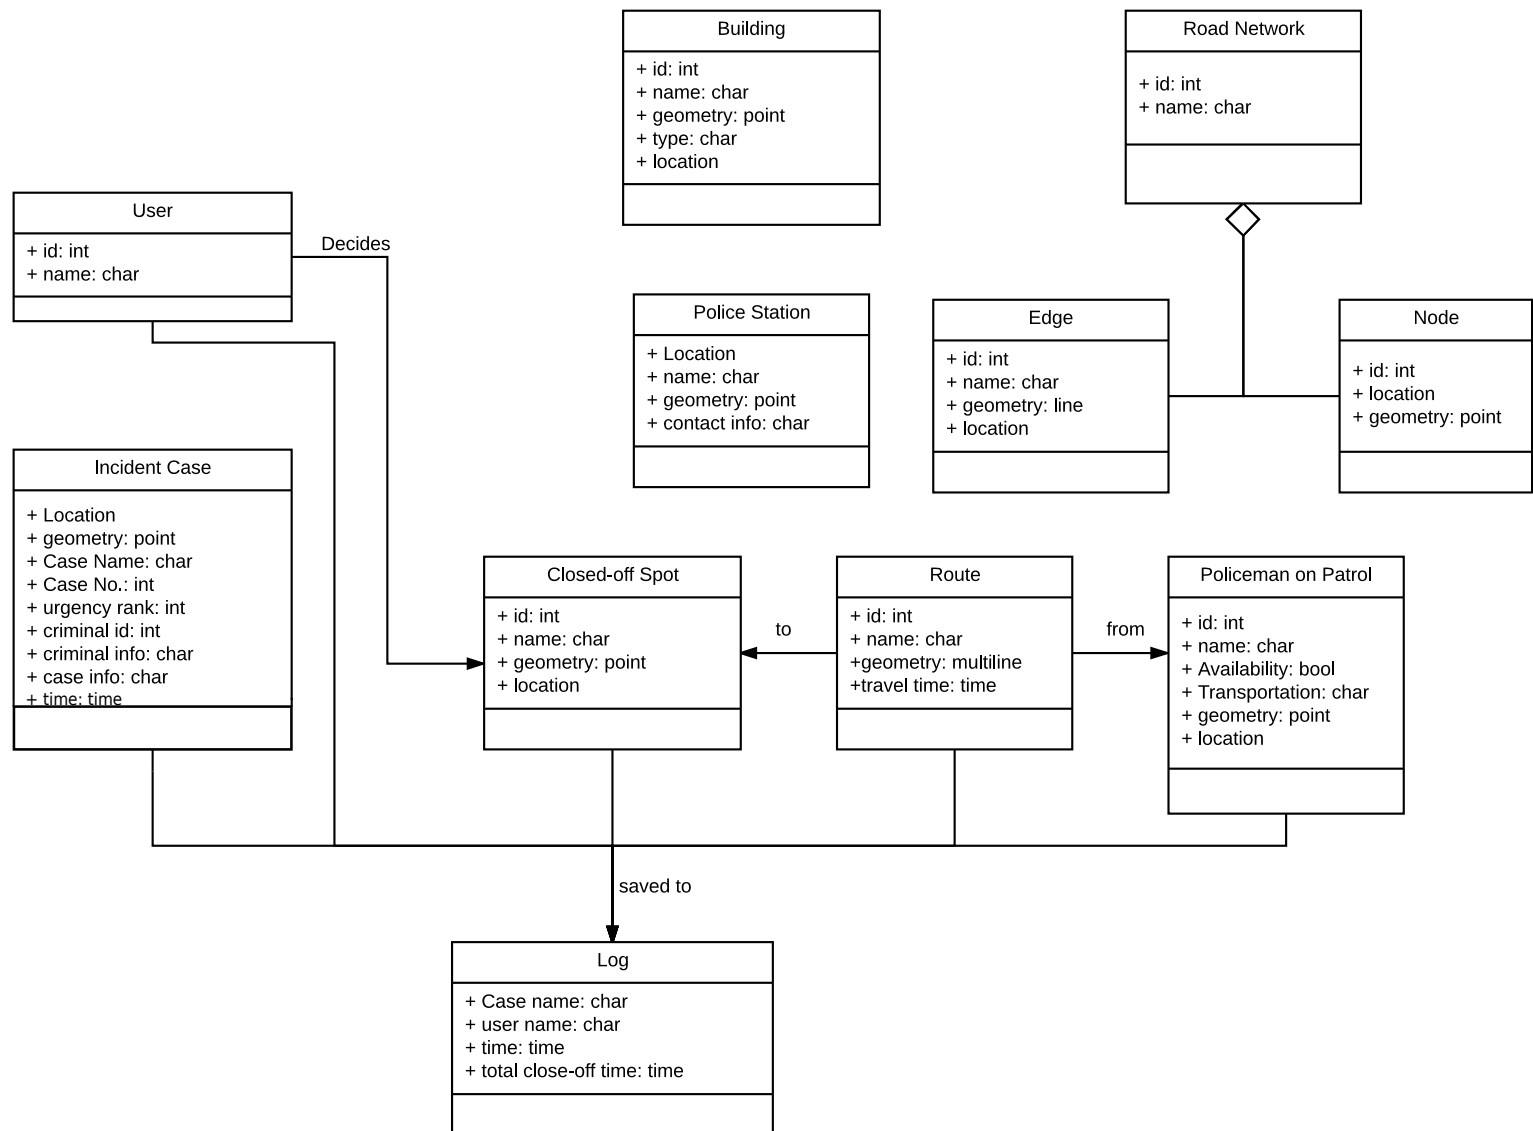 Building
+ id: int
+ name: char
+ geometry: point
+ type: char
+ location
Road Network
+ id: int
+ name: char
User
+ id: int
+ name: char
Decides
Police Station
+ Location
+ name: char
+ geometry: point
+ contact info: char
Edge
+ id: int
+ name: char
+ geometry: line
+ location
Node
+ id: int
+ location
+ geometry: point
Incident Case
+ Location
+ geometry: point
+ Case Name: char
+ Case No.: int
+ urgency rank: int
+ criminal id: int
+ criminal info: char
+ case info: char
+ time: time
Closed-off Spot
+ id: int
+ name: char
+ geometry: point
+ location
to
Route
+ id: int
+ name: char
+geometry: multiline
+travel time: time
from
Policeman on Patrol
+ id: int
+ name: char
+ Availability: bool
+ Transportation: char
+ geometry: point
+ location
saved to
Log
+ Case name: char
+ user name: char
+ time: time
+ total close-off time: time